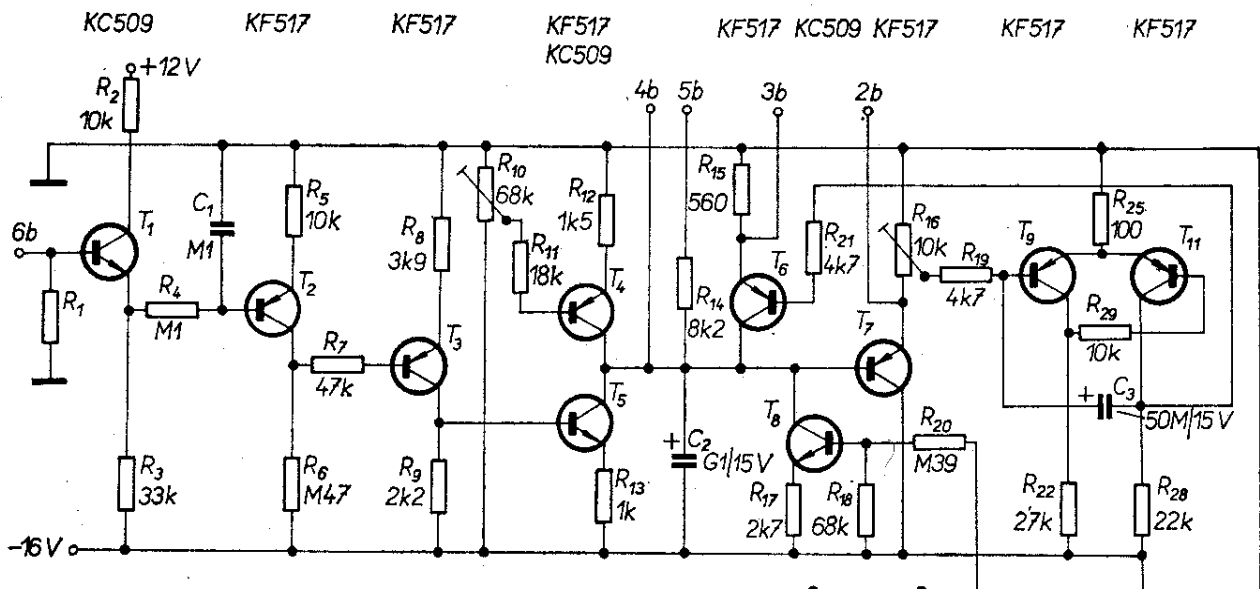 KC509 KF517 KF517 KF517 KF517 KC509 KF517 KF517 KF517
KC509
+12V
R2
10k
4b 5b 3b 2b
R5
10k
C1
M1
R8
3k9
R10
68k
R11
18k
R12
1k5
R15
560
R21
4k7
R16
10k
R19
4k7
R25
100
6b
T1
R1
R4
M1
T2
R7
47k
T3
T4
T5
R14
8k2
T6
T7
T9
T11
R29
10k
C3
+
50M/15V
R3
33k
R6
M47
R9
2k2
R13
1k
+
C2
G1/15V
T8
R20
M39
R17
2k7
R18
68k
R22
27k
R28
22k
-16V